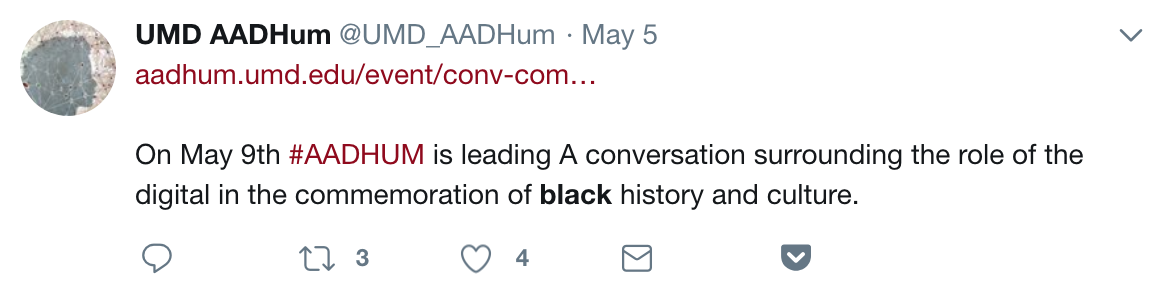 UMD AADHum @UMD_AADHum · May 5
aadhum.umd.edu/event/conv-com...
On May 9th #AADHUM is leading A conversation surrounding the role of the
digital in the commemoration of black history and culture.
3 4